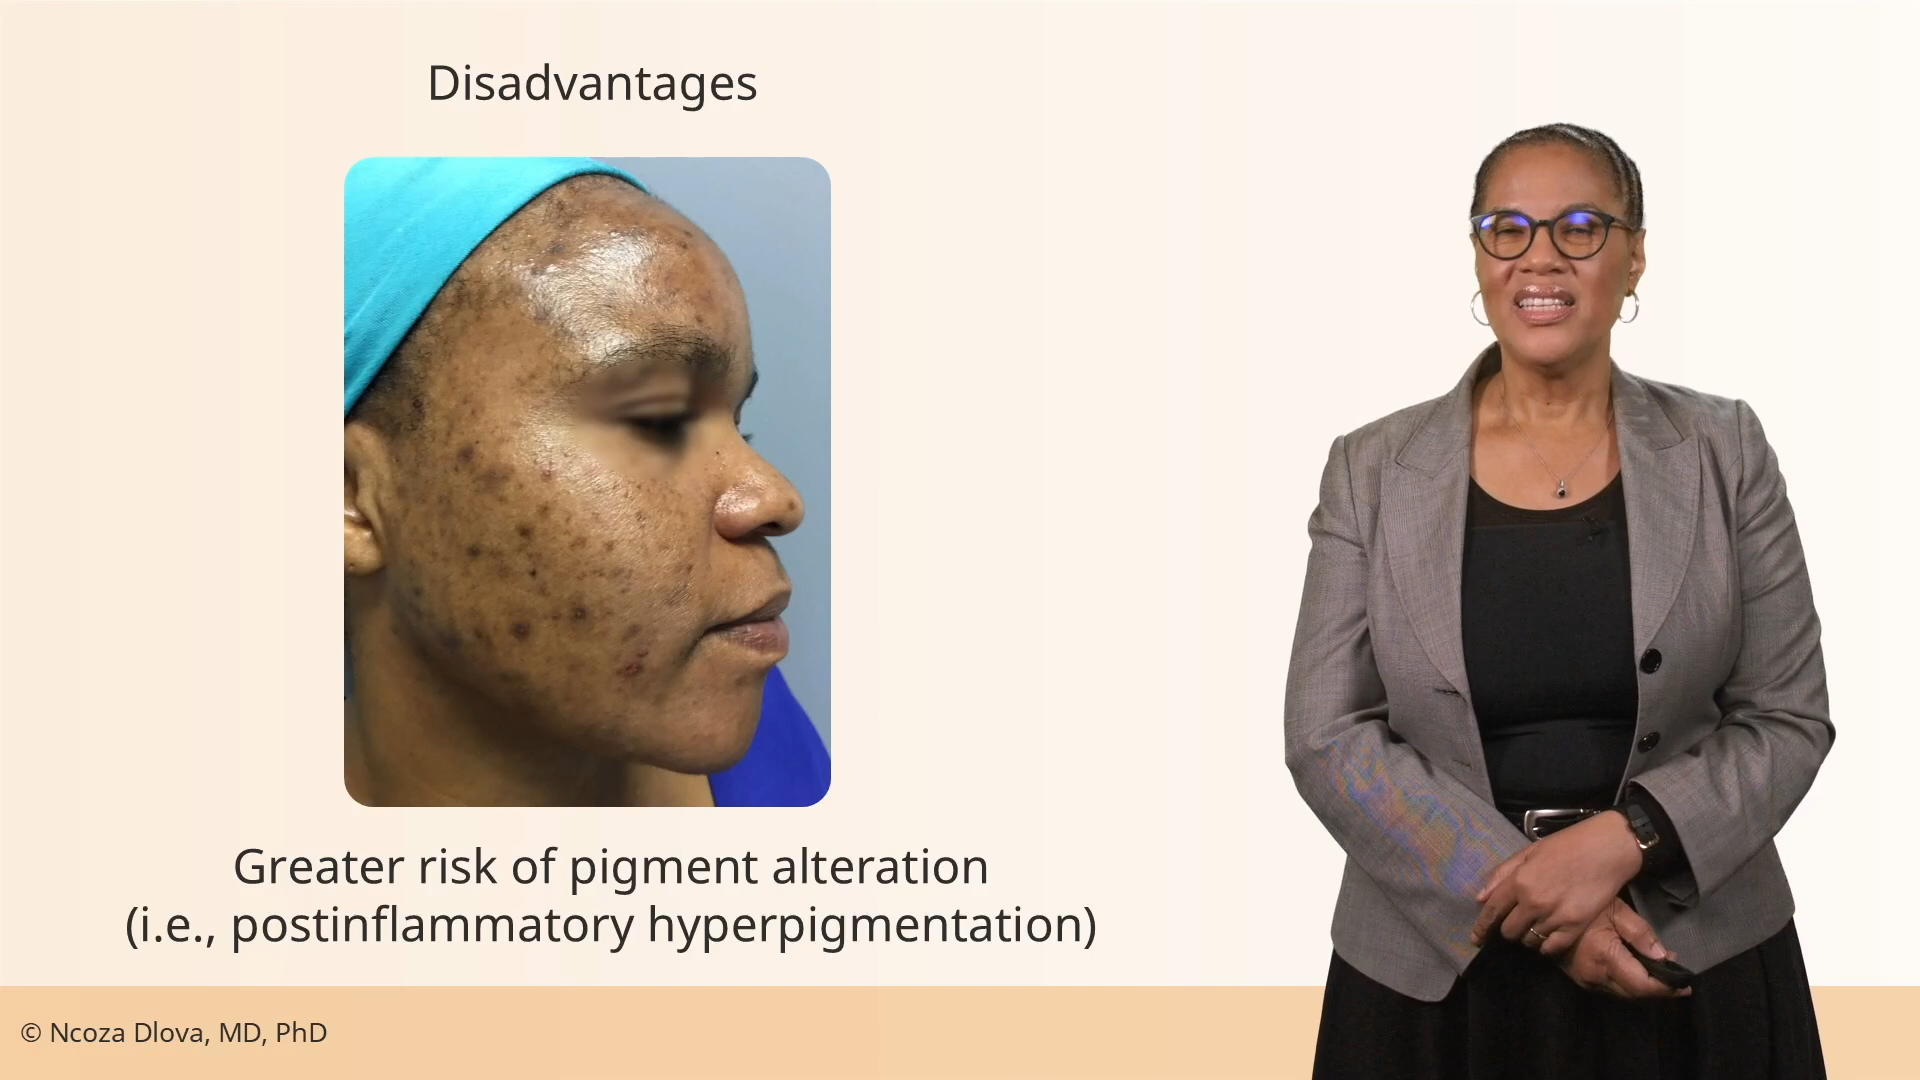 Disadvantages
Greater risk of pigment alteration
(i.e., postinflammatory hyperpigmentation)
© Ncoza Dlova, MD, PhD